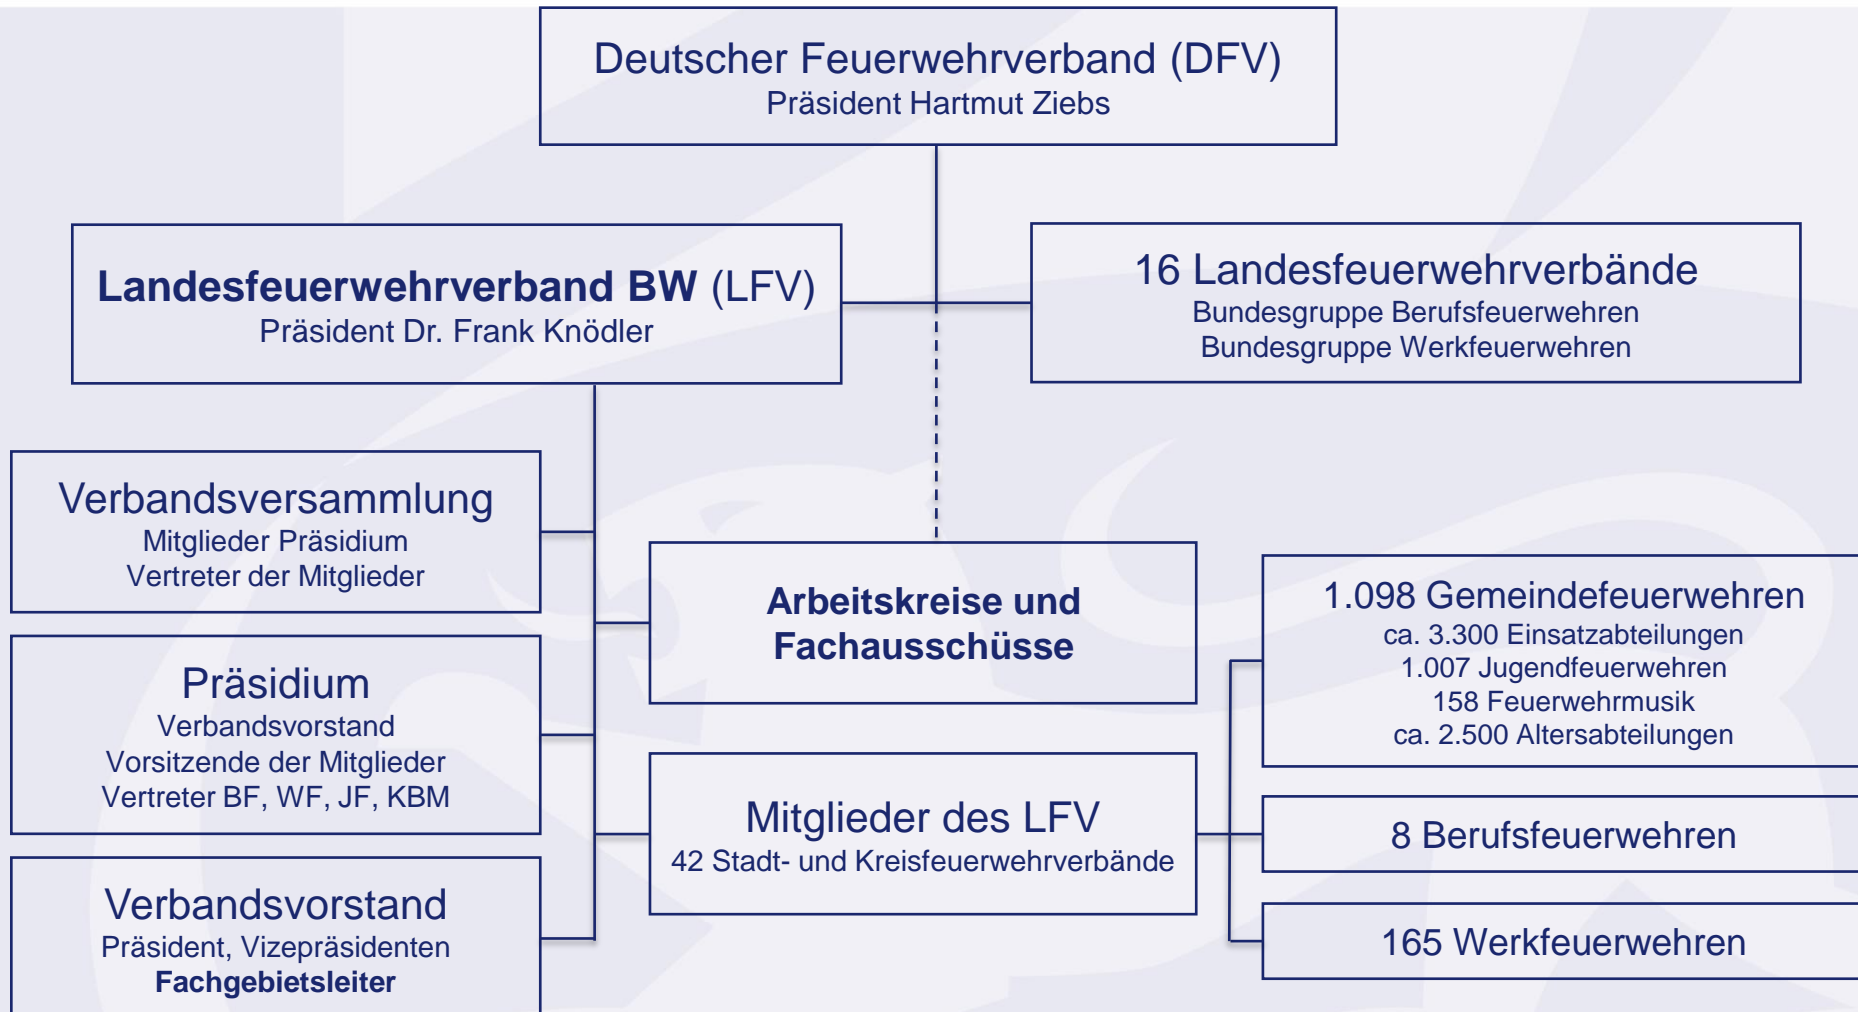 Deutscher Feuerwehrverband (DFV)
Präsident Hartmut Ziebs
Landesfeuerwehrverband BW (LFV)
Präsident Dr. Frank Knödler
16 Landesfeuerwehrverbände
Bundesgruppe Berufsfeuerwehren
Bundesgruppe Werkfeuerwehren
Verbandsversammlung
Mitglieder Präsidium
Vertreter der Mitglieder
Präsidium
Verbandsvorstand
Vorsitzende der Mitglieder
Vertreter BF, WF, JF, KBM
Verbandsvorstand
Präsident, Vizepräsidenten
Fachgebietsleiter
Arbeitskreise und
Fachausschüsse
Mitglieder des LFV
42 Stadt- und Kreisfeuerwehrverbände
1.098 Gemeindefeuerwehren
ca. 3.300 Einsatzabteilungen
1.007 Jugendfeuerwehren
158 Feuerwehrmusik
ca. 2.500 Altersabteilungen
8 Berufsfeuerwehren
165 Werkfeuerwehren